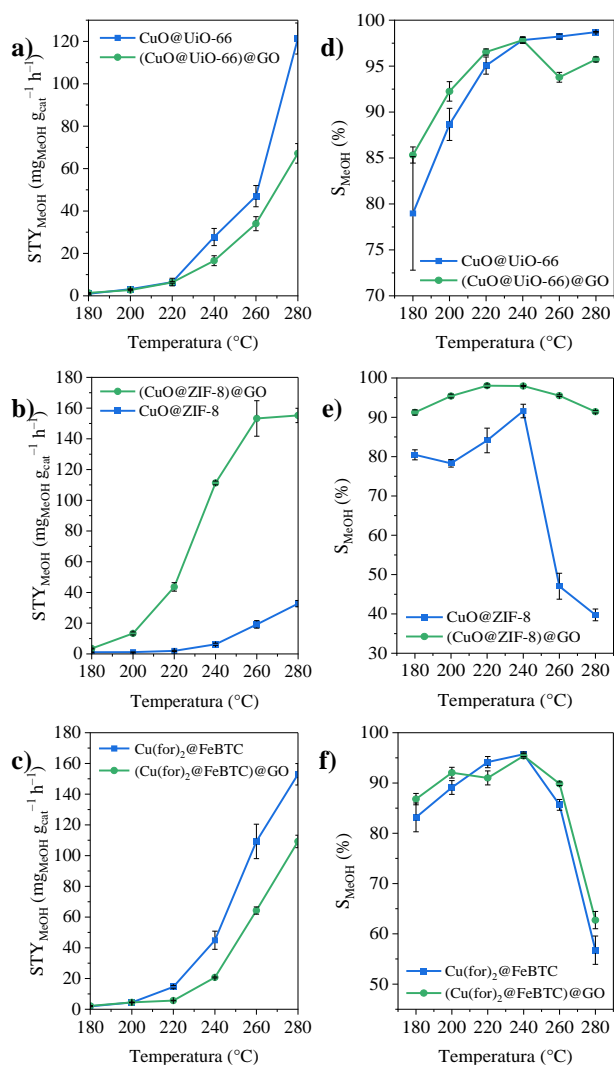 a)
CuO@UiO-66
(CuO@UiO-66)@GO
STY_MeOH (mg_MeOH g_cat⁻¹ h⁻¹)
120
100
80
60
40
20
0
180 200 220 240 260 280
Temperatura (°C)
d)
CuO@UiO-66
(CuO@UiO-66)@GO
S_MeOH (%)
100
95
90
85
80
75
70
180 200 220 240 260 280
Temperatura (°C)
b)
(CuO@ZIF-8)@GO
CuO@ZIF-8
STY_MeOH (mg_MeOH g_cat⁻¹ h⁻¹)
180
160
140
120
100
80
60
40
20
0
180 200 220 240 260 280
Temperatura (°C)
e)
CuO@ZIF-8
(CuO@ZIF-8)@GO
S_MeOH (%)
100
90
80
70
60
50
40
30
180 200 220 240 260 280
Temperatura (°C)
c)
Cu(for)₂@FeBTC
(Cu(for)₂@FeBTC)@GO
STY_MeOH (mg_MeOH g_cat⁻¹ h⁻¹)
180
160
140
120
100
80
60
40
20
0
180 200 220 240 260 280
Temperatura (°C)
f)
Cu(for)₂@FeBTC
(Cu(for)₂@FeBTC)@GO
S_MeOH (%)
100
90
80
70
60
50
180 200 220 240 260 280
Temperatura (°C)